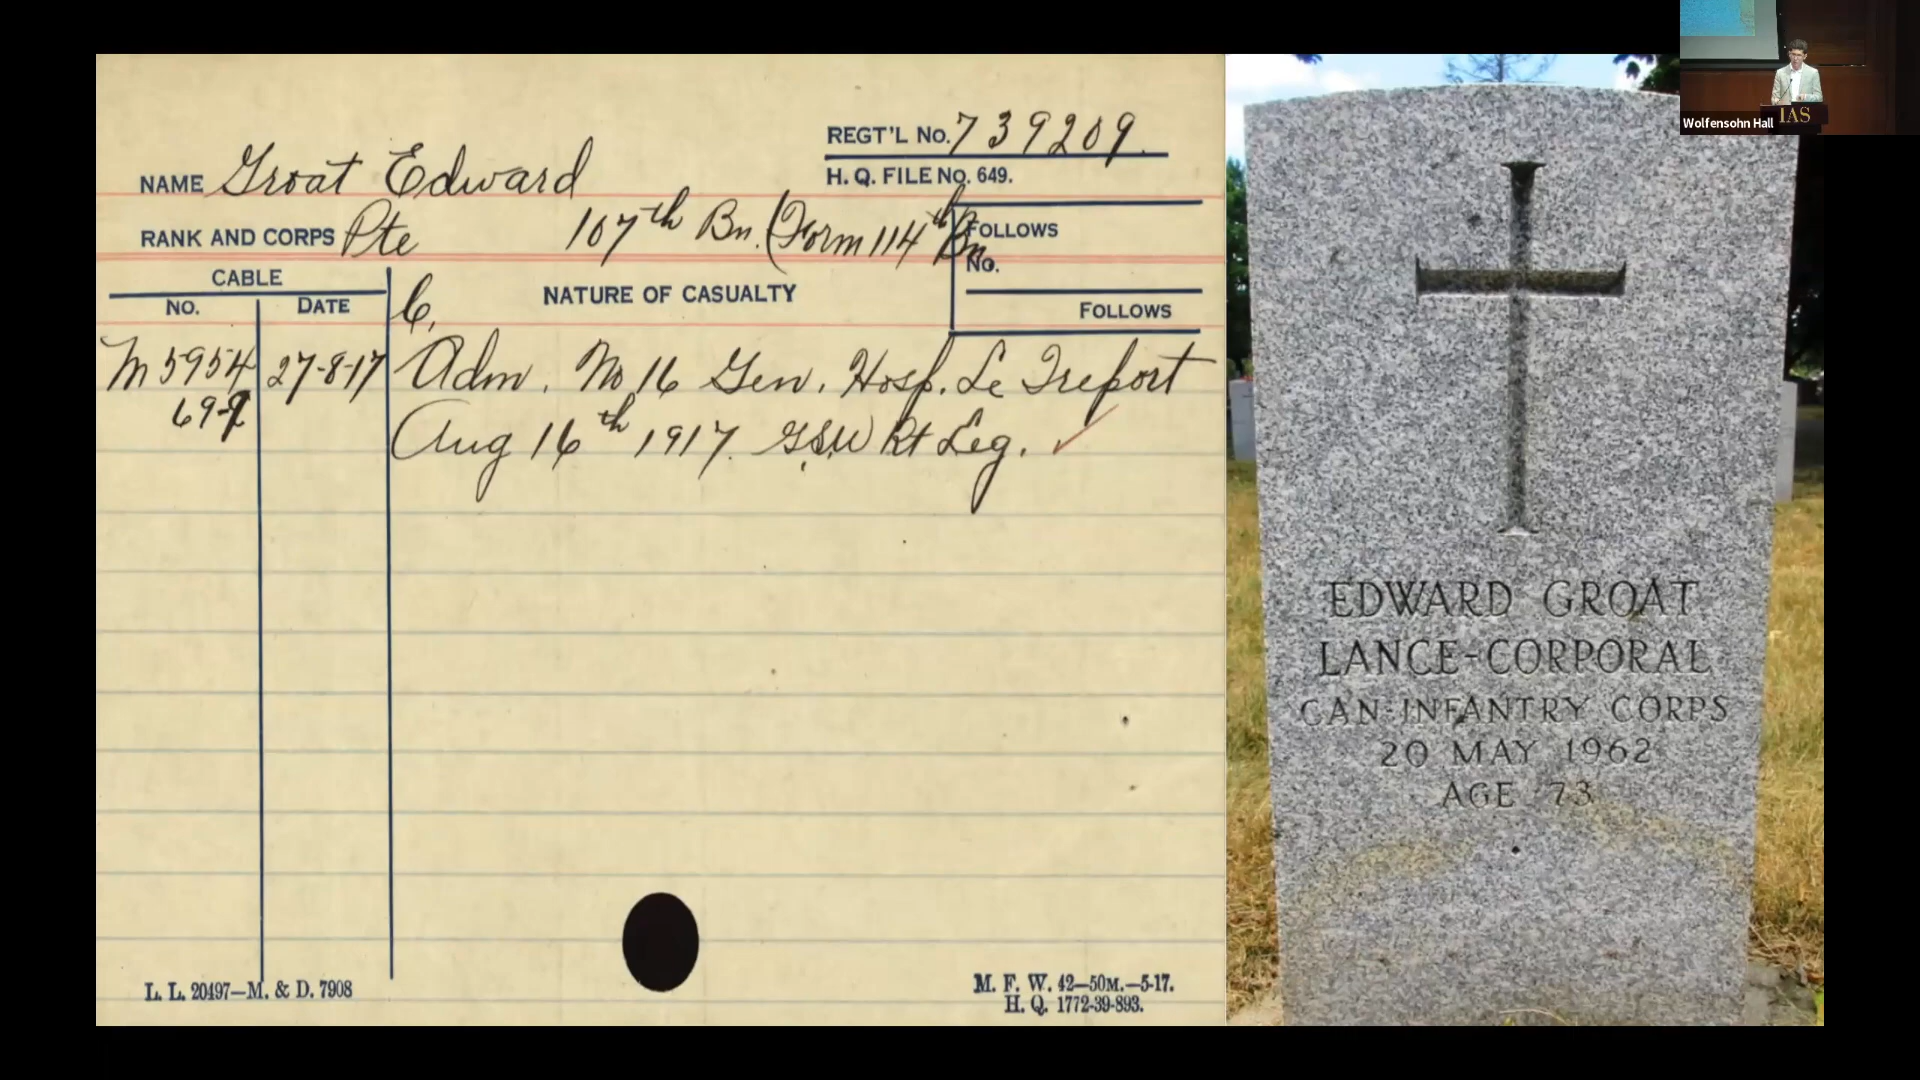 REGT'L No. 739209.
NAME Groat Edward
H. Q. FILE No. 649.
RANK AND CORPS Pte 107th Bn. (Form 114th Bn.
FOLLOWS
No.
CABLE
NATURE OF CASUALTY
No. DATE
FOLLOWS
M 5954 27-8-17 Adm. No 16 Gen. Hosp. Le Treport
Aug 16th 1917. G.S.W Rt Leg.
L. L. 20497—M. & D. 7908
M. F. W. 42—50M.—5-17.
H. Q. 1772-39-893.
EDWARD GROAT
LANCE-CORPORAL
CAN·INFANTRY CORPS
20 MAY 1962
AGE 73
Wolfensohn Hall
IAS